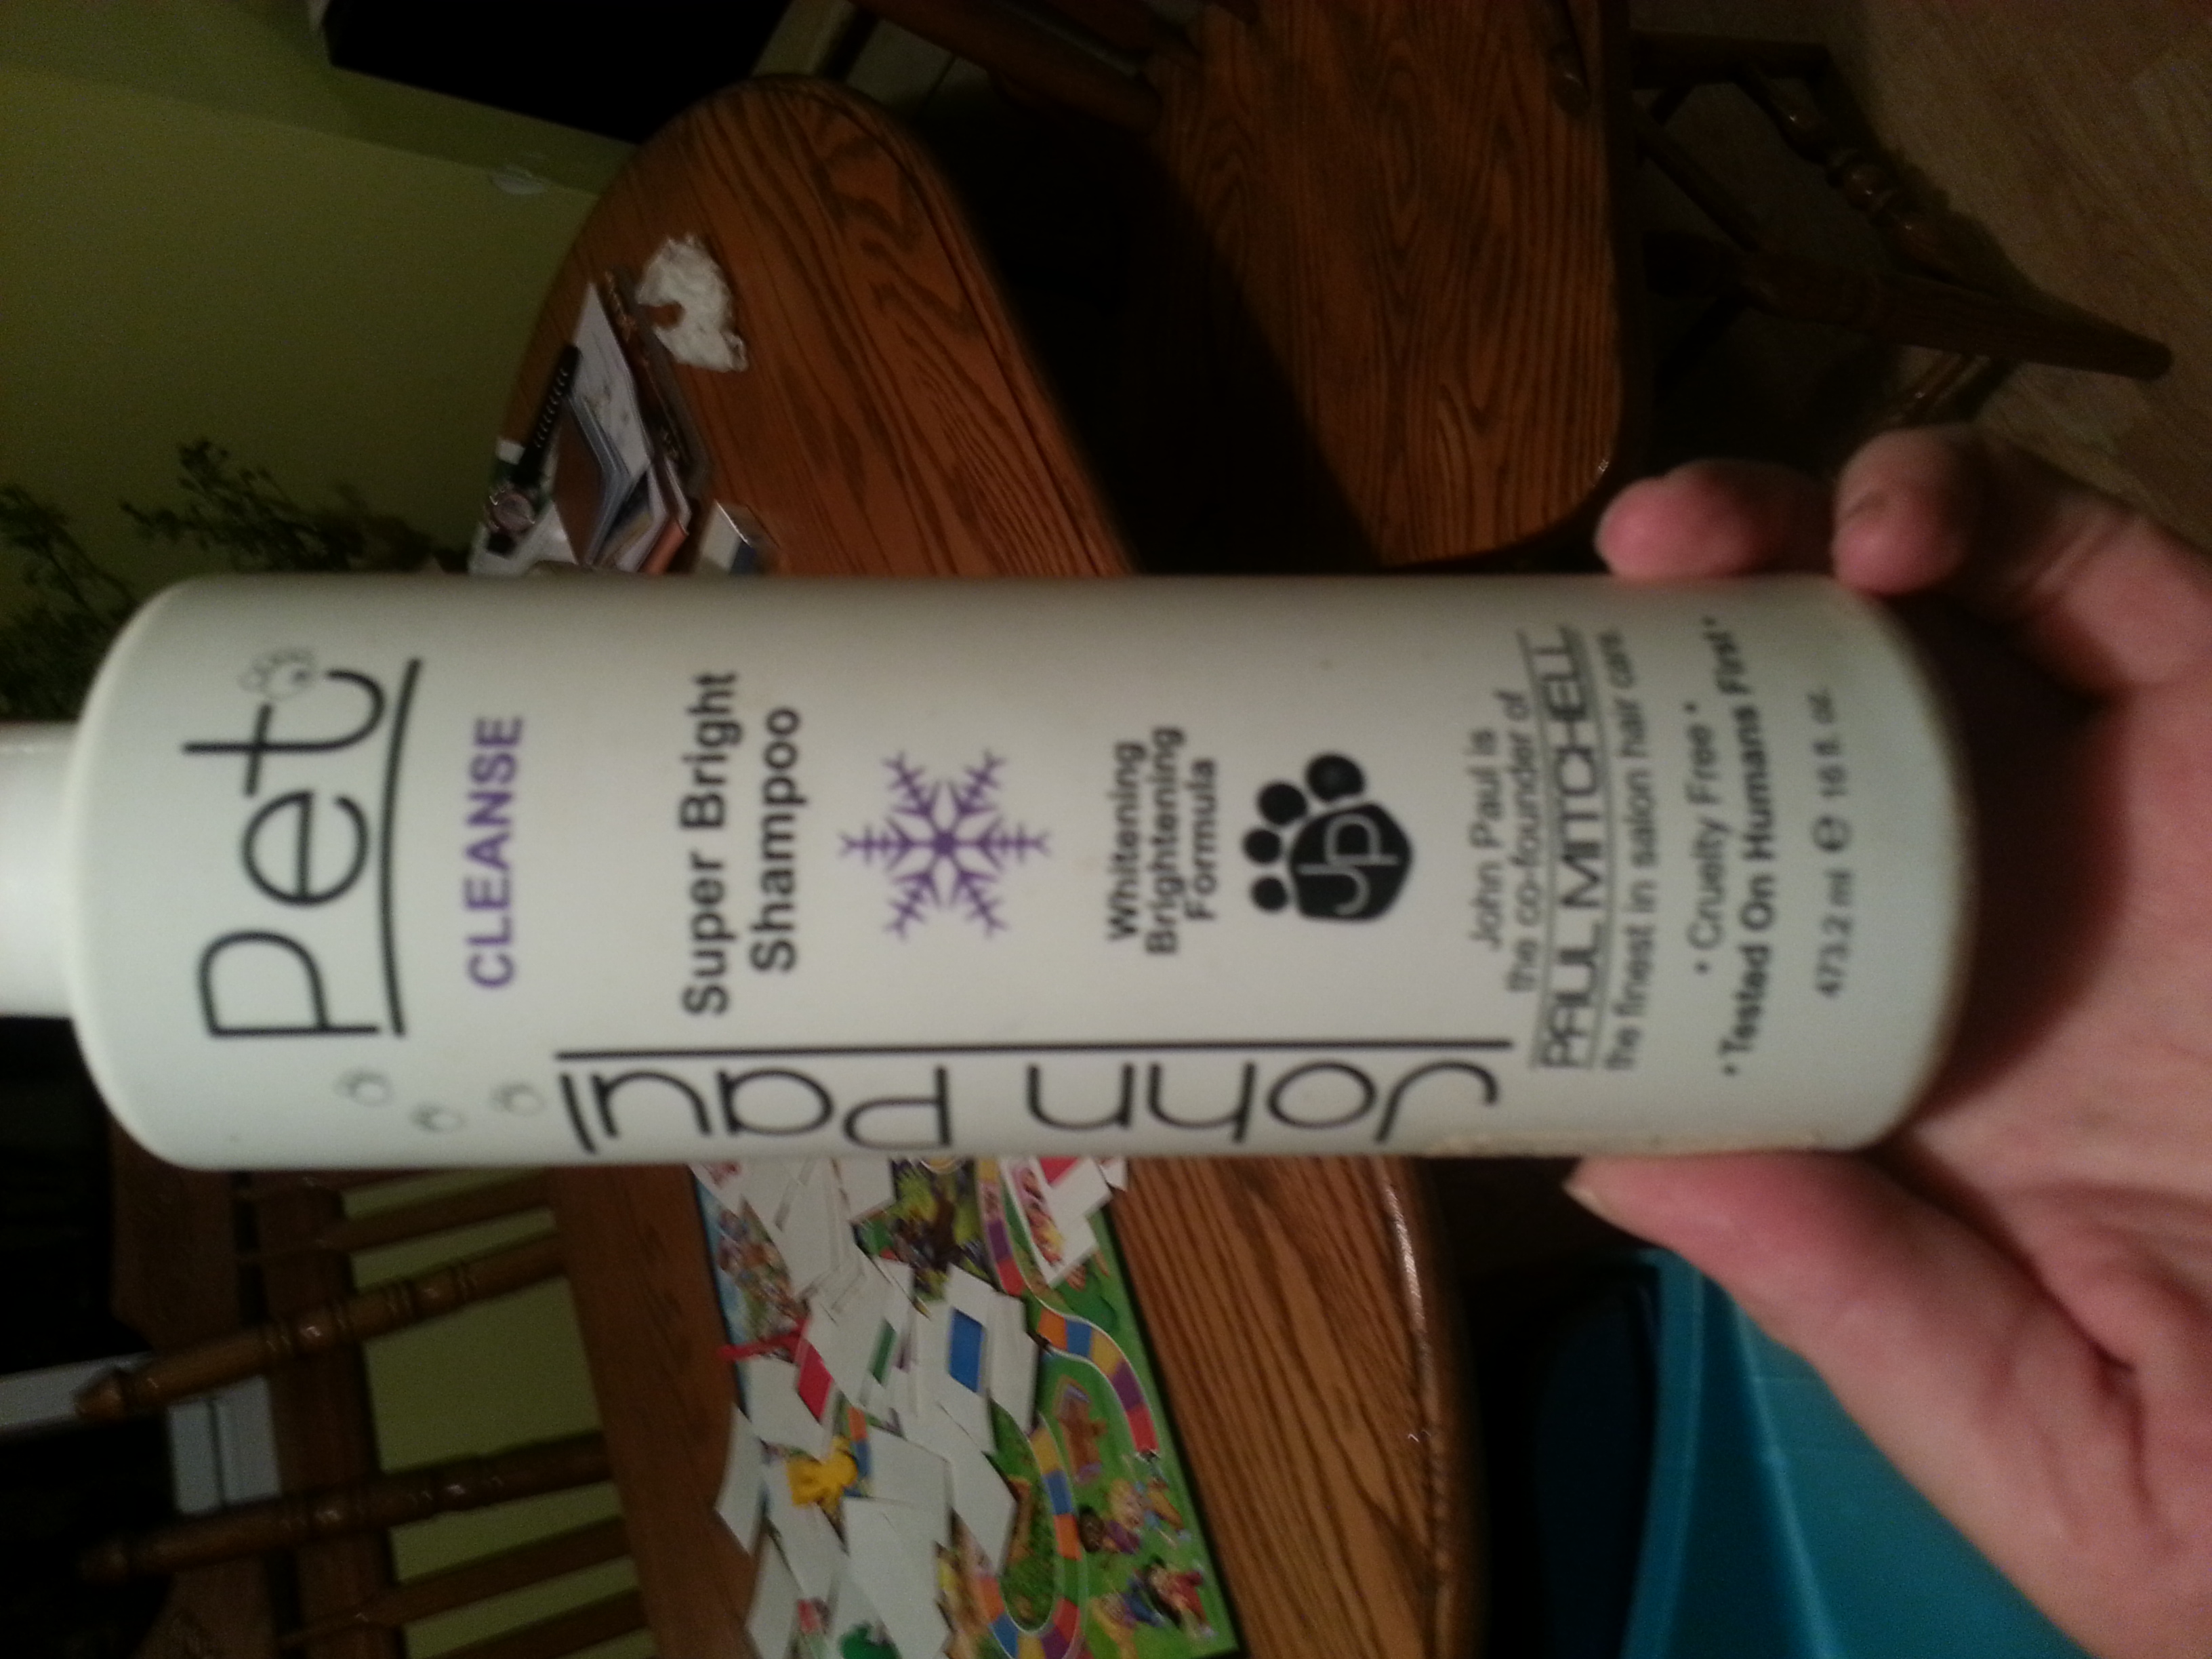 John Paul
Pet
CLEANSE
Super Bright
Shampoo
Whitening
Brightening
Formula
jp
John Paul is
the co-founder of
PAUL MITCHELL
the finest in salon hair care.
• Cruelty Free •
• Tested On Humans First •
473.2 ml ℮ 16 fl. oz.